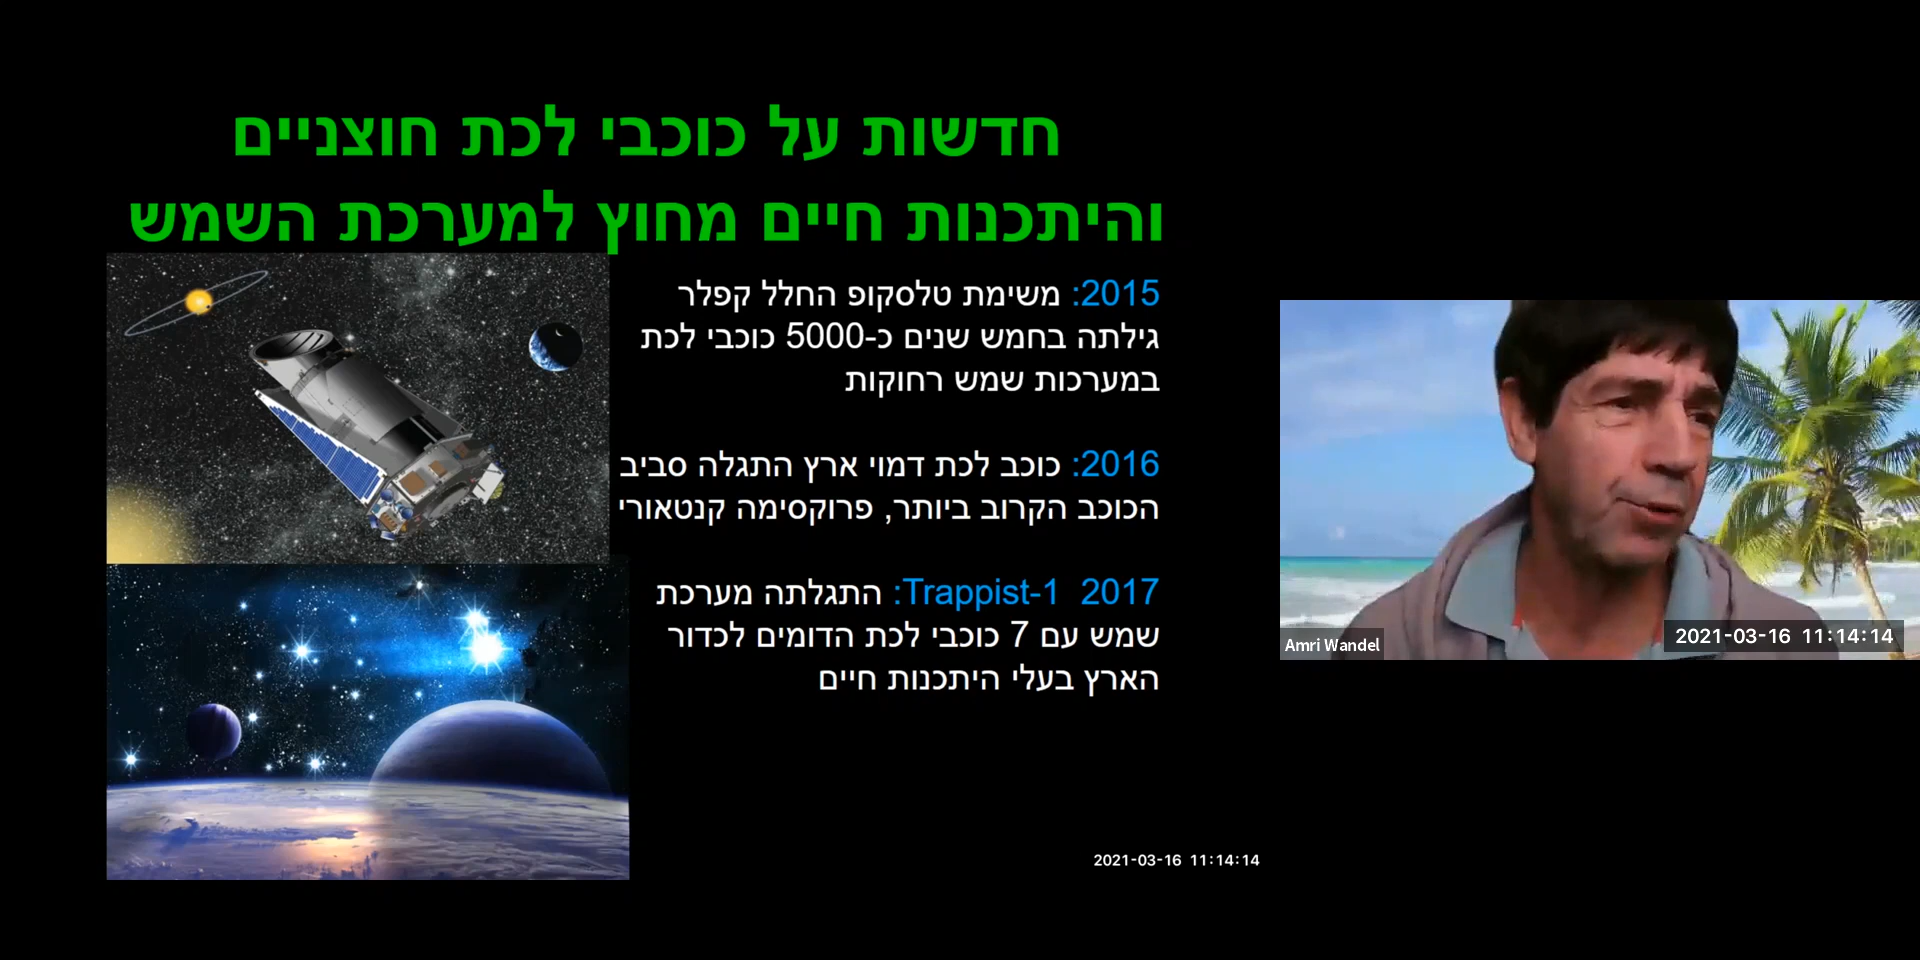 חדשות על כוכבי לכת חוצניים
והיתכנות חיים מחוץ למערכת השמש
2015: משימת טלסקופ החלל קפלר
גילתה בחמש שנים כ-5000 כוכבי לכת
במערכות שמש רחוקות
2016: כוכב לכת דמוי ארץ התגלה סביב
הכוכב הקרוב ביותר, פרוקסימה קנטאורי
2017 Trappist-1: התגלתה מערכת
שמש עם 7 כוכבי לכת הדומים לכדור
הארץ בעלי היתכנות חיים
2021-03-16 11:14:14
Amri Wandel
2021-03-16 11:14:14